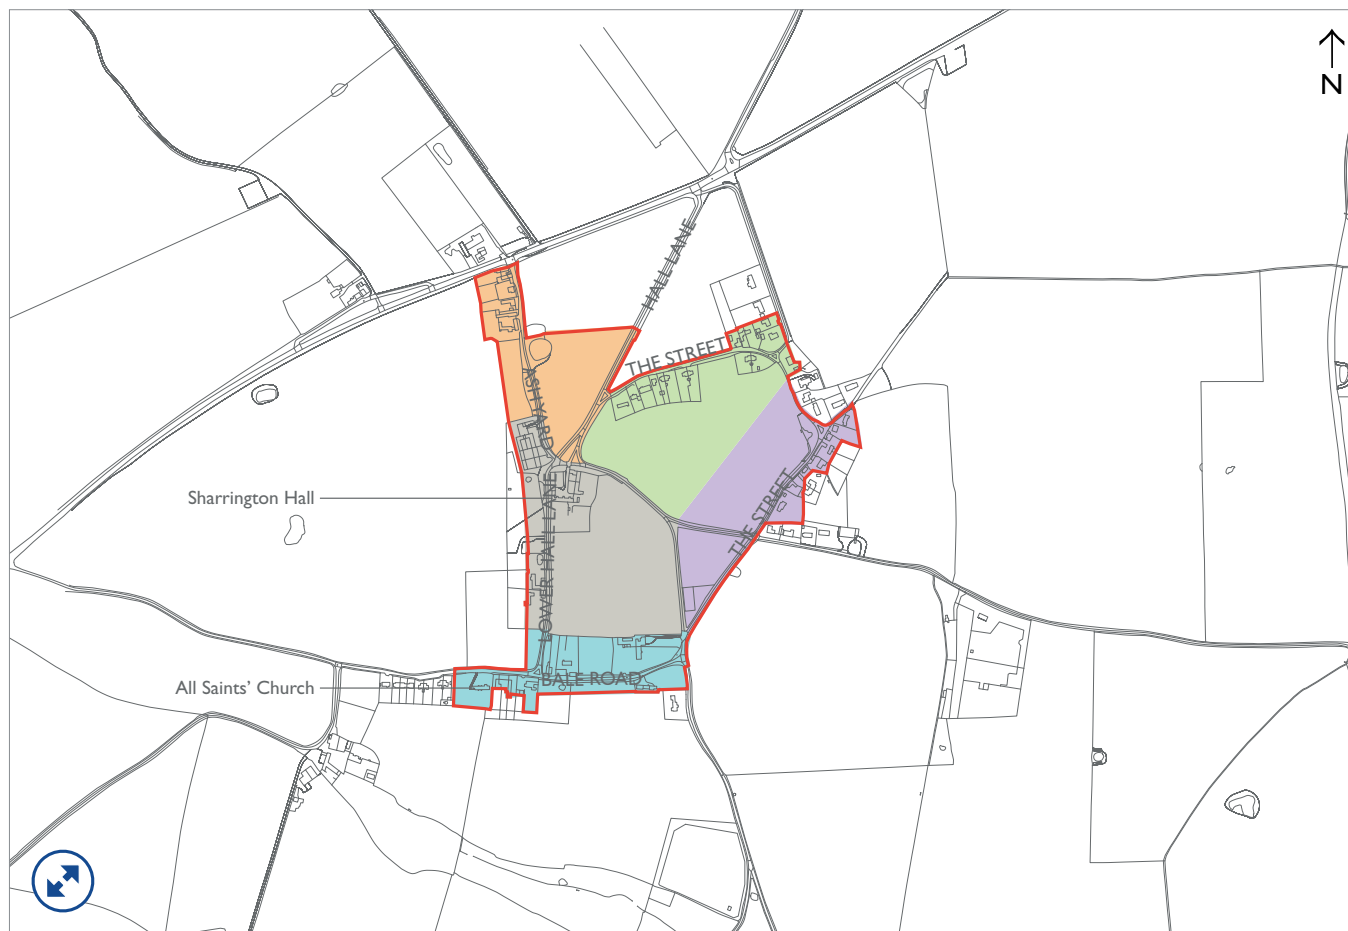 N
HALL LANE
THE STREET
ASH YARD
Sharrington Hall
LOWER HALL LANE
THE STREET
All Saints' Church
BALE ROAD